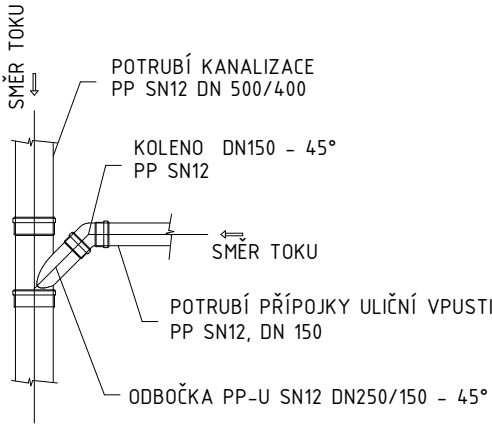 SMĚR TOKU
POTRUBÍ KANALIZACE
PP SN12 DN 500/400
KOLENO DN150 - 45°
PP SN12
SMĚR TOKU
POTRUBÍ PŘÍPOJKY ULIČNÍ VPUSTI
PP SN12, DN 150
ODBOČKA PP-U SN12 DN250/150 - 45°